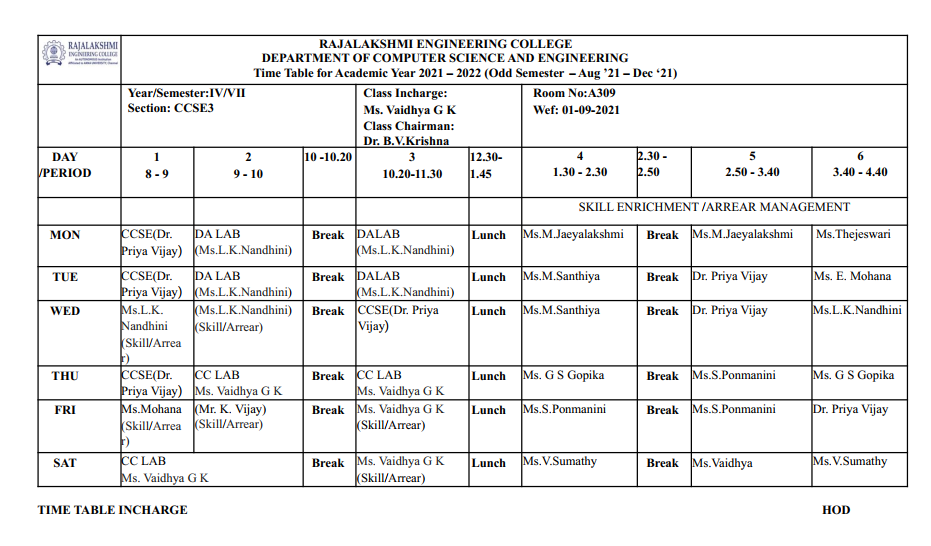 RAJALAKSHMI
ENGINEERING COLLEGE
RAJALAKSHMI ENGINEERING COLLEGE
DEPARTMENT OF COMPUTER SCIENCE AND ENGINEERING
Time Table for Academic Year 2021 – 2022 (Odd Semester – Aug ’21 – Dec ‘21)
Year/Semester:IV/VII
Section: CCSE3
Class Incharge:
Ms. Vaidhya G K
Class Chairman:
Dr. B.V.Krishna
Room No:A309
Wef: 01-09-2021
DAY
/PERIOD
1
8 - 9
2
9 - 10
10 -10.20
3
10.20-11.30
12.30-
1.45
4
1.30 - 2.30
2.30 -
2.50
5
2.50 - 3.40
6
3.40 - 4.40
SKILL ENRICHMENT /ARREAR MANAGEMENT
MON
CCSE(Dr.
Priya Vijay)
DA LAB
(Ms.L.K.Nandhini)
Break
DALAB
(Ms.L.K.Nandhini)
Lunch
Ms.M.Jaeyalakshmi
Break
Ms.M.Jaeyalakshmi
Ms.Thejeswari
TUE
CCSE(Dr.
Priya Vijay)
DA LAB
(Ms.L.K.Nandhini)
Break
DALAB
(Ms.L.K.Nandhini)
Lunch
Ms.M.Santhiya
Break
Dr. Priya Vijay
Ms. E. Mohana
WED
Ms.L.K.
Nandhini
(Skill/Arrea
r)
(Ms.L.K.Nandhini)
(Skill/Arrear)
Break
CCSE(Dr. Priya
Vijay)
Lunch
Ms.M.Santhiya
Break
Dr. Priya Vijay
Ms.L.K.Nandhini
THU
CCSE(Dr.
Priya Vijay)
CC LAB
Ms. Vaidhya G K
Break
CC LAB
Ms. Vaidhya G K
Lunch
Ms. G S Gopika
Break
Ms.S.Ponmanini
Ms. G S Gopika
FRI
Ms.Mohana
(Skill/Arrea
r)
(Mr. K. Vijay)
(Skill/Arrear)
Break
Ms. Vaidhya G K
(Skill/Arrear)
Lunch
Ms.S.Ponmanini
Break
Ms.S.Ponmanini
Dr. Priya Vijay
SAT
CC LAB
Ms. Vaidhya G K
Break
Ms. Vaidhya G K
(Skill/Arrear)
Lunch
Ms.V.Sumathy
Break
Ms.Vaidhya
Ms.V.Sumathy
TIME TABLE INCHARGE
HOD